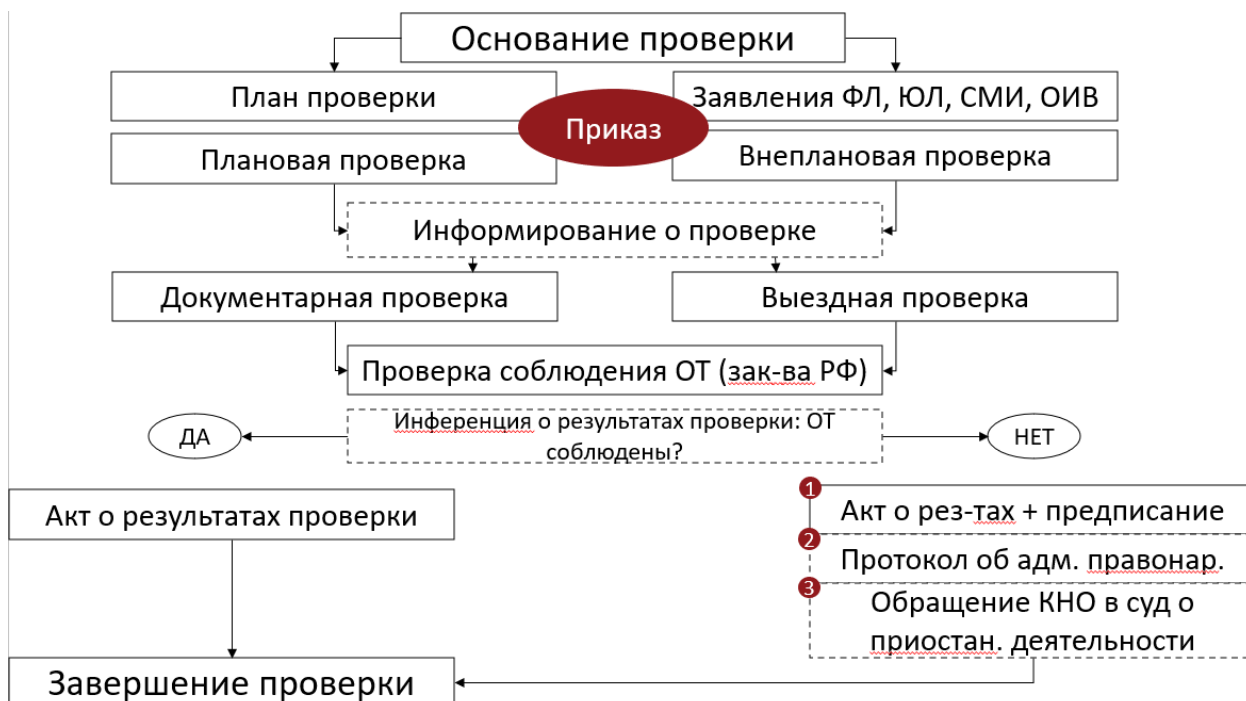 Основание проверки
План проверки
Заявления ФЛ, ЮЛ, СМИ, ОИВ
Приказ
Плановая проверка
Внеплановая проверка
Информирование о проверке
Документарная проверка
Выездная проверка
Проверка соблюдения ОТ (зак-ва РФ)
ДА
Инференция о результатах проверки: ОТ
соблюдены?
НЕТ
Акт о результатах проверки
1
Акт о рез-тах + предписание
2
Протокол об адм. правонар.
3
Обращение КНО в суд о
приостан. деятельности
Завершение проверки